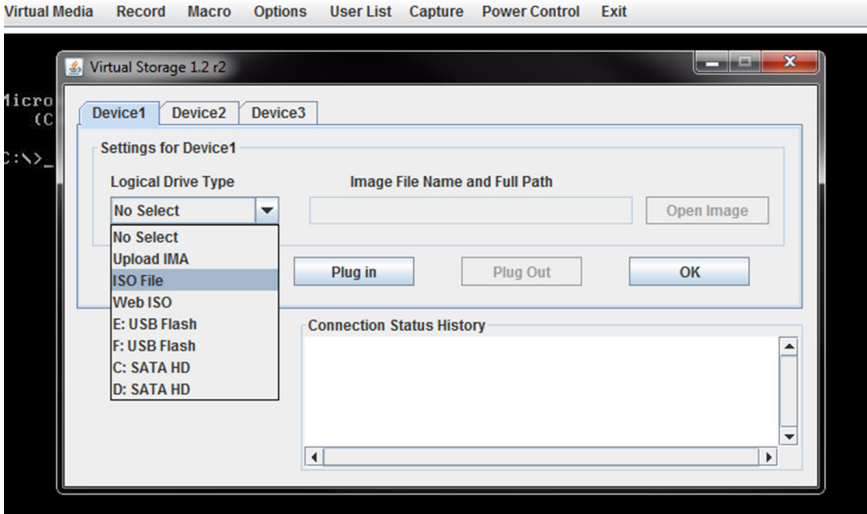 Virtual Media Record Macro Options User List Capture Power Control Exit
Virtual Storage 1.2 r2
Micro
(C
C:\>_
Device1 Device2 Device3
Settings for Device1
Logical Drive Type Image File Name and Full Path
No Select Open Image
No Select
Upload IMA
ISO File
Web ISO
E: USB Flash
F: USB Flash
C: SATA HD
D: SATA HD
Plug in Plug Out OK
Connection Status History